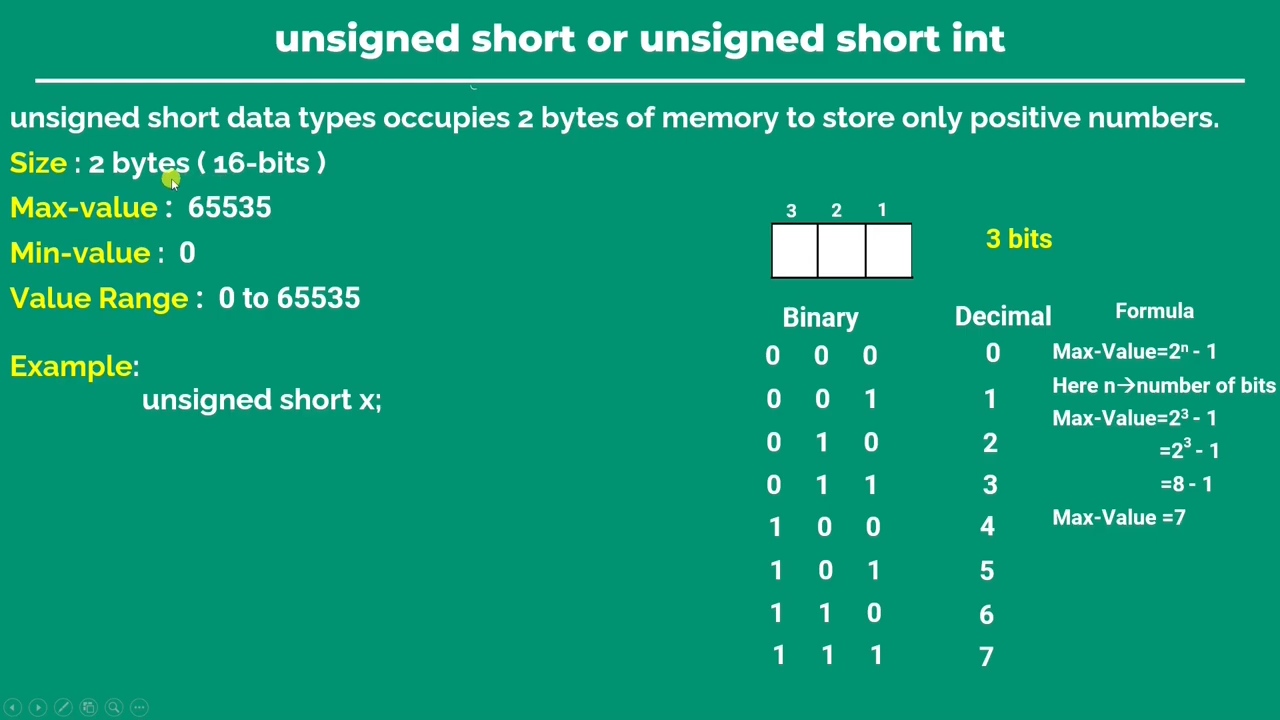 unsigned short or unsigned short int
unsigned short data types occupies 2 bytes of memory to store only positive numbers.
Size : 2 bytes ( 16-bits )
Max-value : 65535
Min-value : 0
Value Range : 0 to 65535
Example:
unsigned short x;
3 2 1
3 bits
Binary Decimal
0 0 0 0
0 0 1 1
0 1 0 2
0 1 1 3
1 0 0 4
1 0 1 5
1 1 0 6
1 1 1 7
Formula
Max-Value=2ⁿ - 1
Here n→number of bits
Max-Value=2³ - 1
=2³ - 1
=8 - 1
Max-Value =7